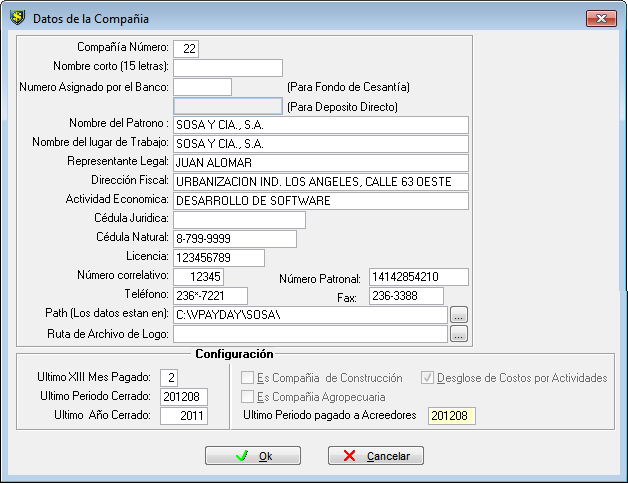 Datos de la Compañia
Compañía Número: 22
Nombre corto (15 letras):
Numero Asignado por el Banco: (Para Fondo de Cesantía)
(Para Deposito Directo)
Nombre del Patrono : SOSA Y CIA., S.A.
Nombre del lugar de Trabajo: SOSA Y CIA., S.A.
Representante Legal: JUAN ALOMAR
Dirección Fiscal: URBANIZACION IND. LOS ANGELES, CALLE 63 OESTE
Actividad Economica: DESARROLLO DE SOFTWARE
Cédula Juridica:
Cédula Natural: 8-799-9999
Licencia: 123456789
Número correlativo: 12345 Número Patronal: 14142854210
Teléfono: 236*-7221 Fax: 236-3388
Path (Los datos estan en): C:\VPAYDAY\SOSA\ ...
Ruta de Archivo de Logo: ...
Configuración
Ultimo XIII Mes Pagado: 2 Es Compañia de Construcción Desglose de Costos por Actividades
Ultimo Periodo Cerrado: 201208 Es Compañia Agropecuaria
Ultimo Año Cerrado: 2011 Ultimo Periodo pagado a Acreedores 201208
Ok Cancelar